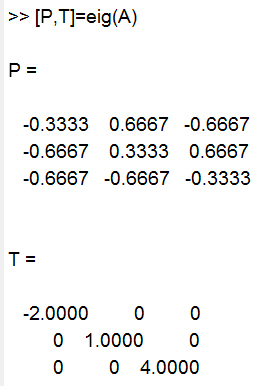 >> [P,T]=eig(A)
P =
-0.3333 0.6667 -0.6667
-0.6667 0.3333 0.6667
-0.6667 -0.6667 -0.3333
T =
-2.0000 0 0
0 1.0000 0
0 0 4.0000